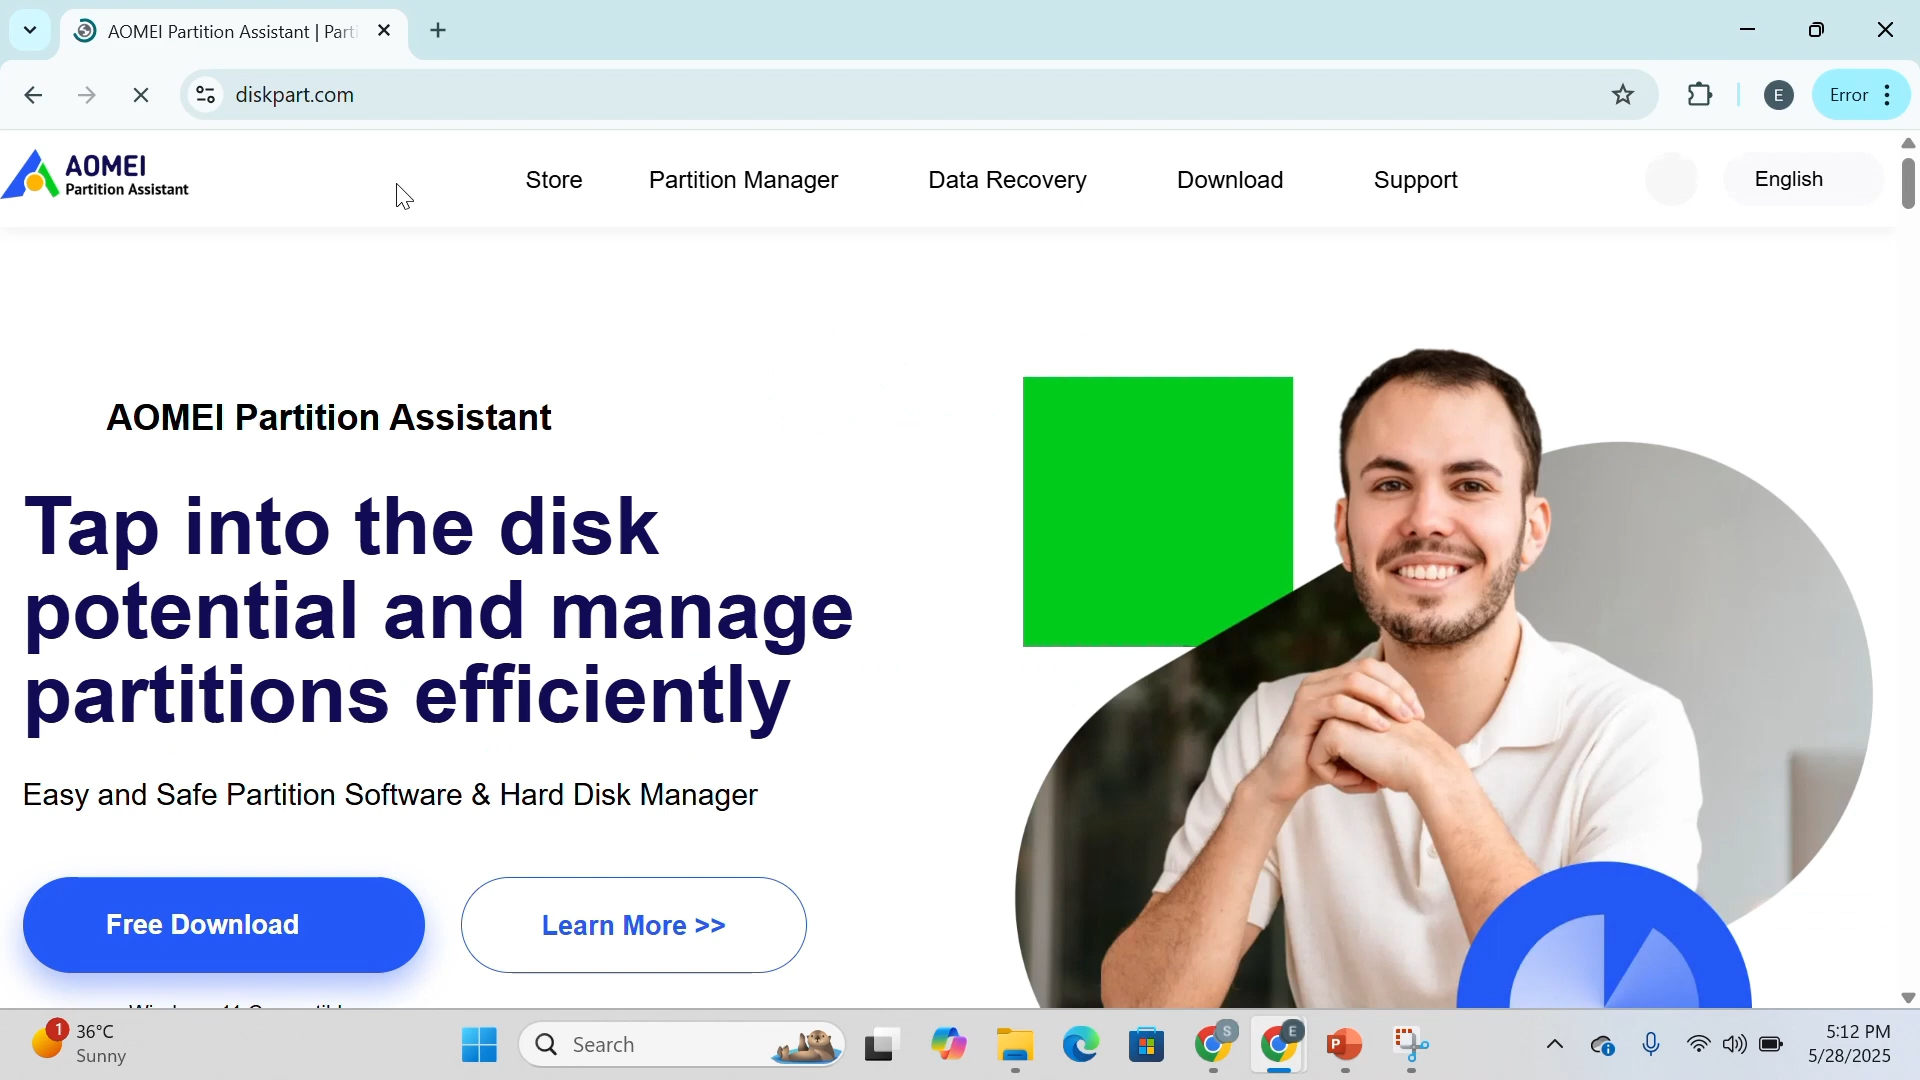 AOMEI Partition Assistant | Parti
diskpart.com
E
Error
AOMEI
Partition Assistant
Store
Partition Manager
Data Recovery
Download
Support
English
AOMEI Partition Assistant
Tap into the disk
potential and manage
partitions efficiently
Easy and Safe Partition Software & Hard Disk Manager
Free Download
Learn More >>
1
36°C
Sunny
Search
S
E
P
5:12 PM
5/28/2025